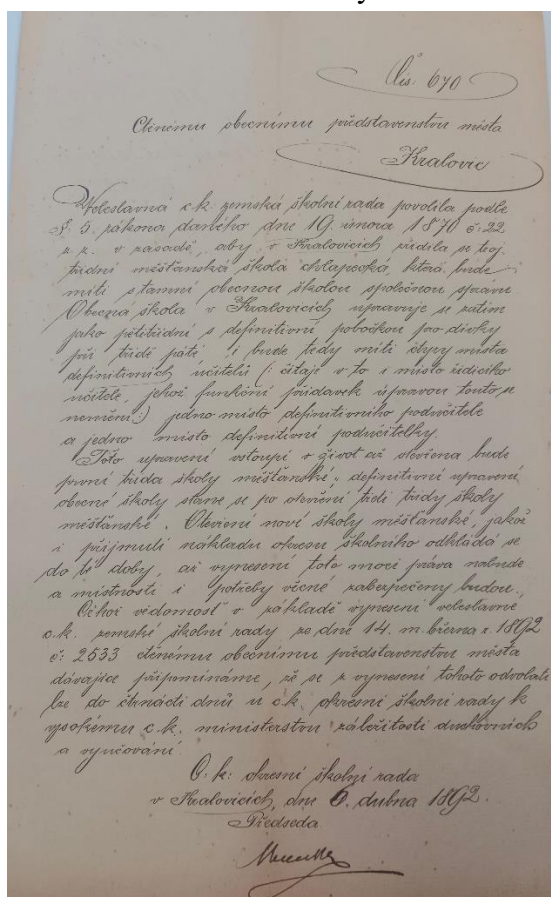 Čís. 670
Ctěnému obecnímu představenstvu města
Kralovic
Veleslavná c. k. zemská školní rada povolila podle
§. 5. zákona daného dne 19. února 1870 č. 22
z. z. v zásadě, aby v Kralovicích zřídila se troj
třídní měšťanská škola chlapecká, která bude
míti s tamní obecnou školou společnou správu
Obecná škola v Kralovicích upravuje se zatím
jako pětitřídní s definitivní pobočkou pro dívky
při třídě páté, i bude tedy míti čtyry místa
definitivních učitelů (: čítaje v to i místo řídícího
učitele, jehož funkční přídavek úpravou touto se
nemění :) jedno místo definitivního podučitele
a jedno místo definitivní podučitelky.
Toto upravení vstoupí v život až otevřena bude
první třída školy měšťanské, definitivní upravení
obecné školy stane se po otevření třetí třídy školy
měšťanské. Otevření nové školy měšťanské, jakož
i přijmutí nákladu okresu školního odkládá se
do té doby, až vynesení toto moci práva nabude
a místnosti i potřeby věcné zabezpečeny budou.
Očkož vědomost v základě vynesení veleslavné
c. k. zemské školní rady ze dne 14. m. března r. 1892
č. 2533 ctěnému obecnímu představenstvu města
dávajíce připomínáme, že se z vynesení tohoto odvolati
lze do čtrnácti dnů u c. k. okresní školní rady k
vysokému c. k. ministerstvu záležitostí duchovních
a vyučování.
C. k. okresní školní rada
v Kralovicích, dne 6. dubna 1892.
Předseda